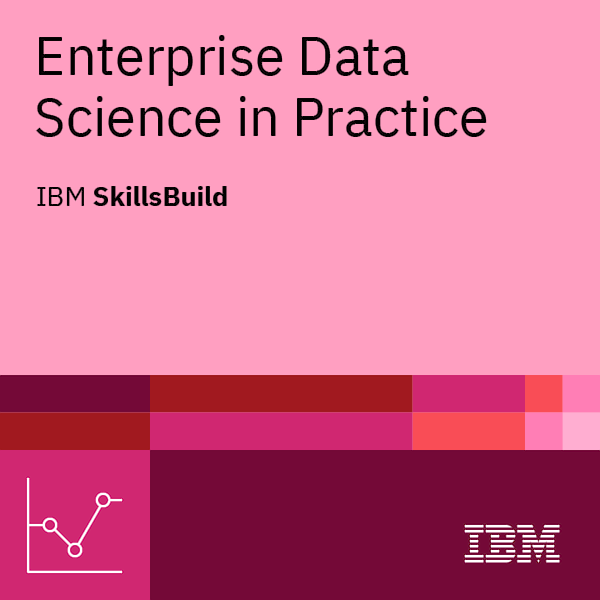 Enterprise Data
Science in Practice
IBM SkillsBuild
IBM